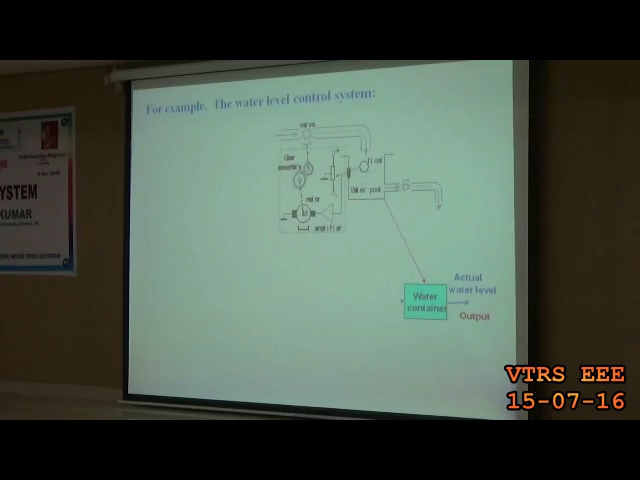 For example. The water level control system:
valve
Gear
assembly
float
Water pool
motor
amplifier
Water
container
Actual
water level
Output
YSTEM
KUMAR
VTRS EEE
15-07-16